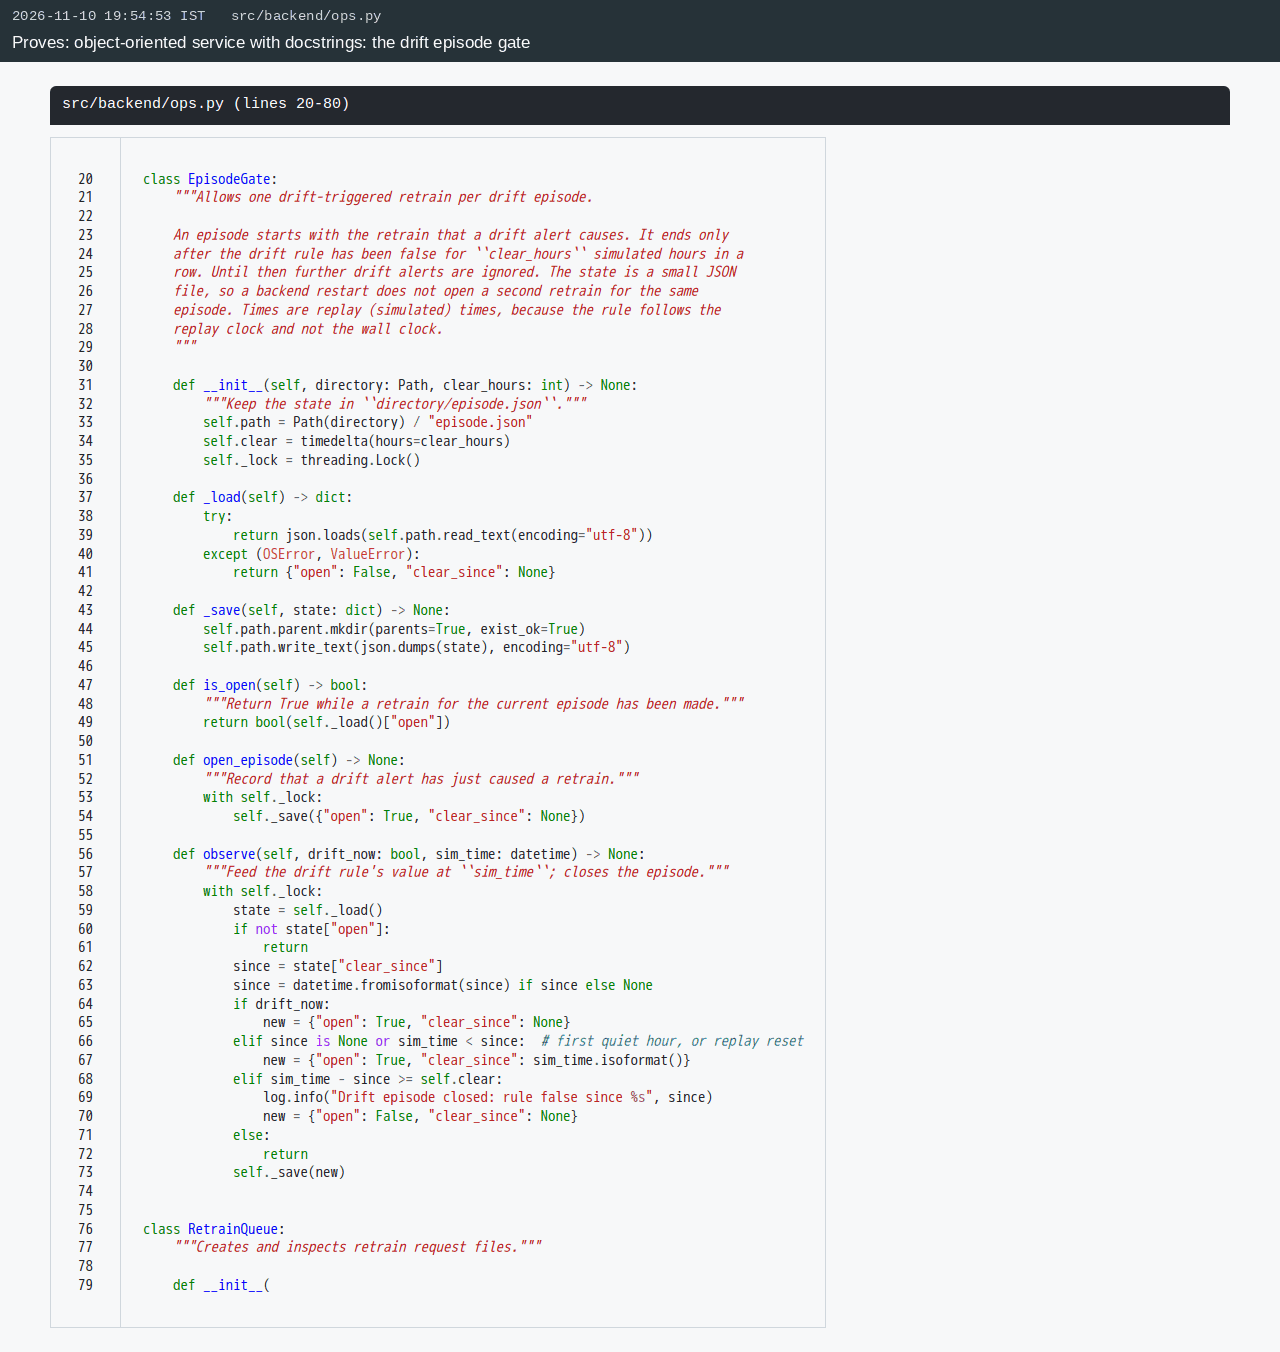 2026-11-10 19:54:53 IST   src/backend/ops.py
Proves: object-oriented service with docstrings: the drift episode gate
src/backend/ops.py (lines 20-80)
20 class EpisodeGate:
21     """Allows one drift-triggered retrain per drift episode.
22
23     An episode starts with the retrain that a drift alert causes. It ends only
24     after the drift rule has been false for ``clear_hours`` simulated hours in a
25     row. Until then further drift alerts are ignored. The state is a small JSON
26     file, so a backend restart does not open a second retrain for the same
27     episode. Times are replay (simulated) times, because the rule follows the
28     replay clock and not the wall clock.
29     """
30
31     def __init__(self, directory: Path, clear_hours: int) -> None:
32         """Keep the state in ``directory/episode.json``."""
33         self.path = Path(directory) / "episode.json"
34         self.clear = timedelta(hours=clear_hours)
35         self._lock = threading.Lock()
36
37     def _load(self) -> dict:
38         try:
39             return json.loads(self.path.read_text(encoding="utf-8"))
40         except (OSError, ValueError):
41             return {"open": False, "clear_since": None}
42
43     def _save(self, state: dict) -> None:
44         self.path.parent.mkdir(parents=True, exist_ok=True)
45         self.path.write_text(json.dumps(state), encoding="utf-8")
46
47     def is_open(self) -> bool:
48         """Return True while a retrain for the current episode has been made."""
49         return bool(self._load()["open"])
50
51     def open_episode(self) -> None:
52         """Record that a drift alert has just caused a retrain."""
53         with self._lock:
54             self._save({"open": True, "clear_since": None})
55
56     def observe(self, drift_now: bool, sim_time: datetime) -> None:
57         """Feed the drift rule's value at ``sim_time``; closes the episode."""
58         with self._lock:
59             state = self._load()
60             if not state["open"]:
61                 return
62             since = state["clear_since"]
63             since = datetime.fromisoformat(since) if since else None
64             if drift_now:
65                 new = {"open": True, "clear_since": None}
66             elif since is None or sim_time < since:  # first quiet hour, or replay reset
67                 new = {"open": True, "clear_since": sim_time.isoformat()}
68             elif sim_time - since >= self.clear:
69                 log.info("Drift episode closed: rule false since %s", since)
70                 new = {"open": False, "clear_since": None}
71             else:
72                 return
73             self._save(new)
74
75
76 class RetrainQueue:
77     """Creates and inspects retrain request files."""
78
79     def __init__(